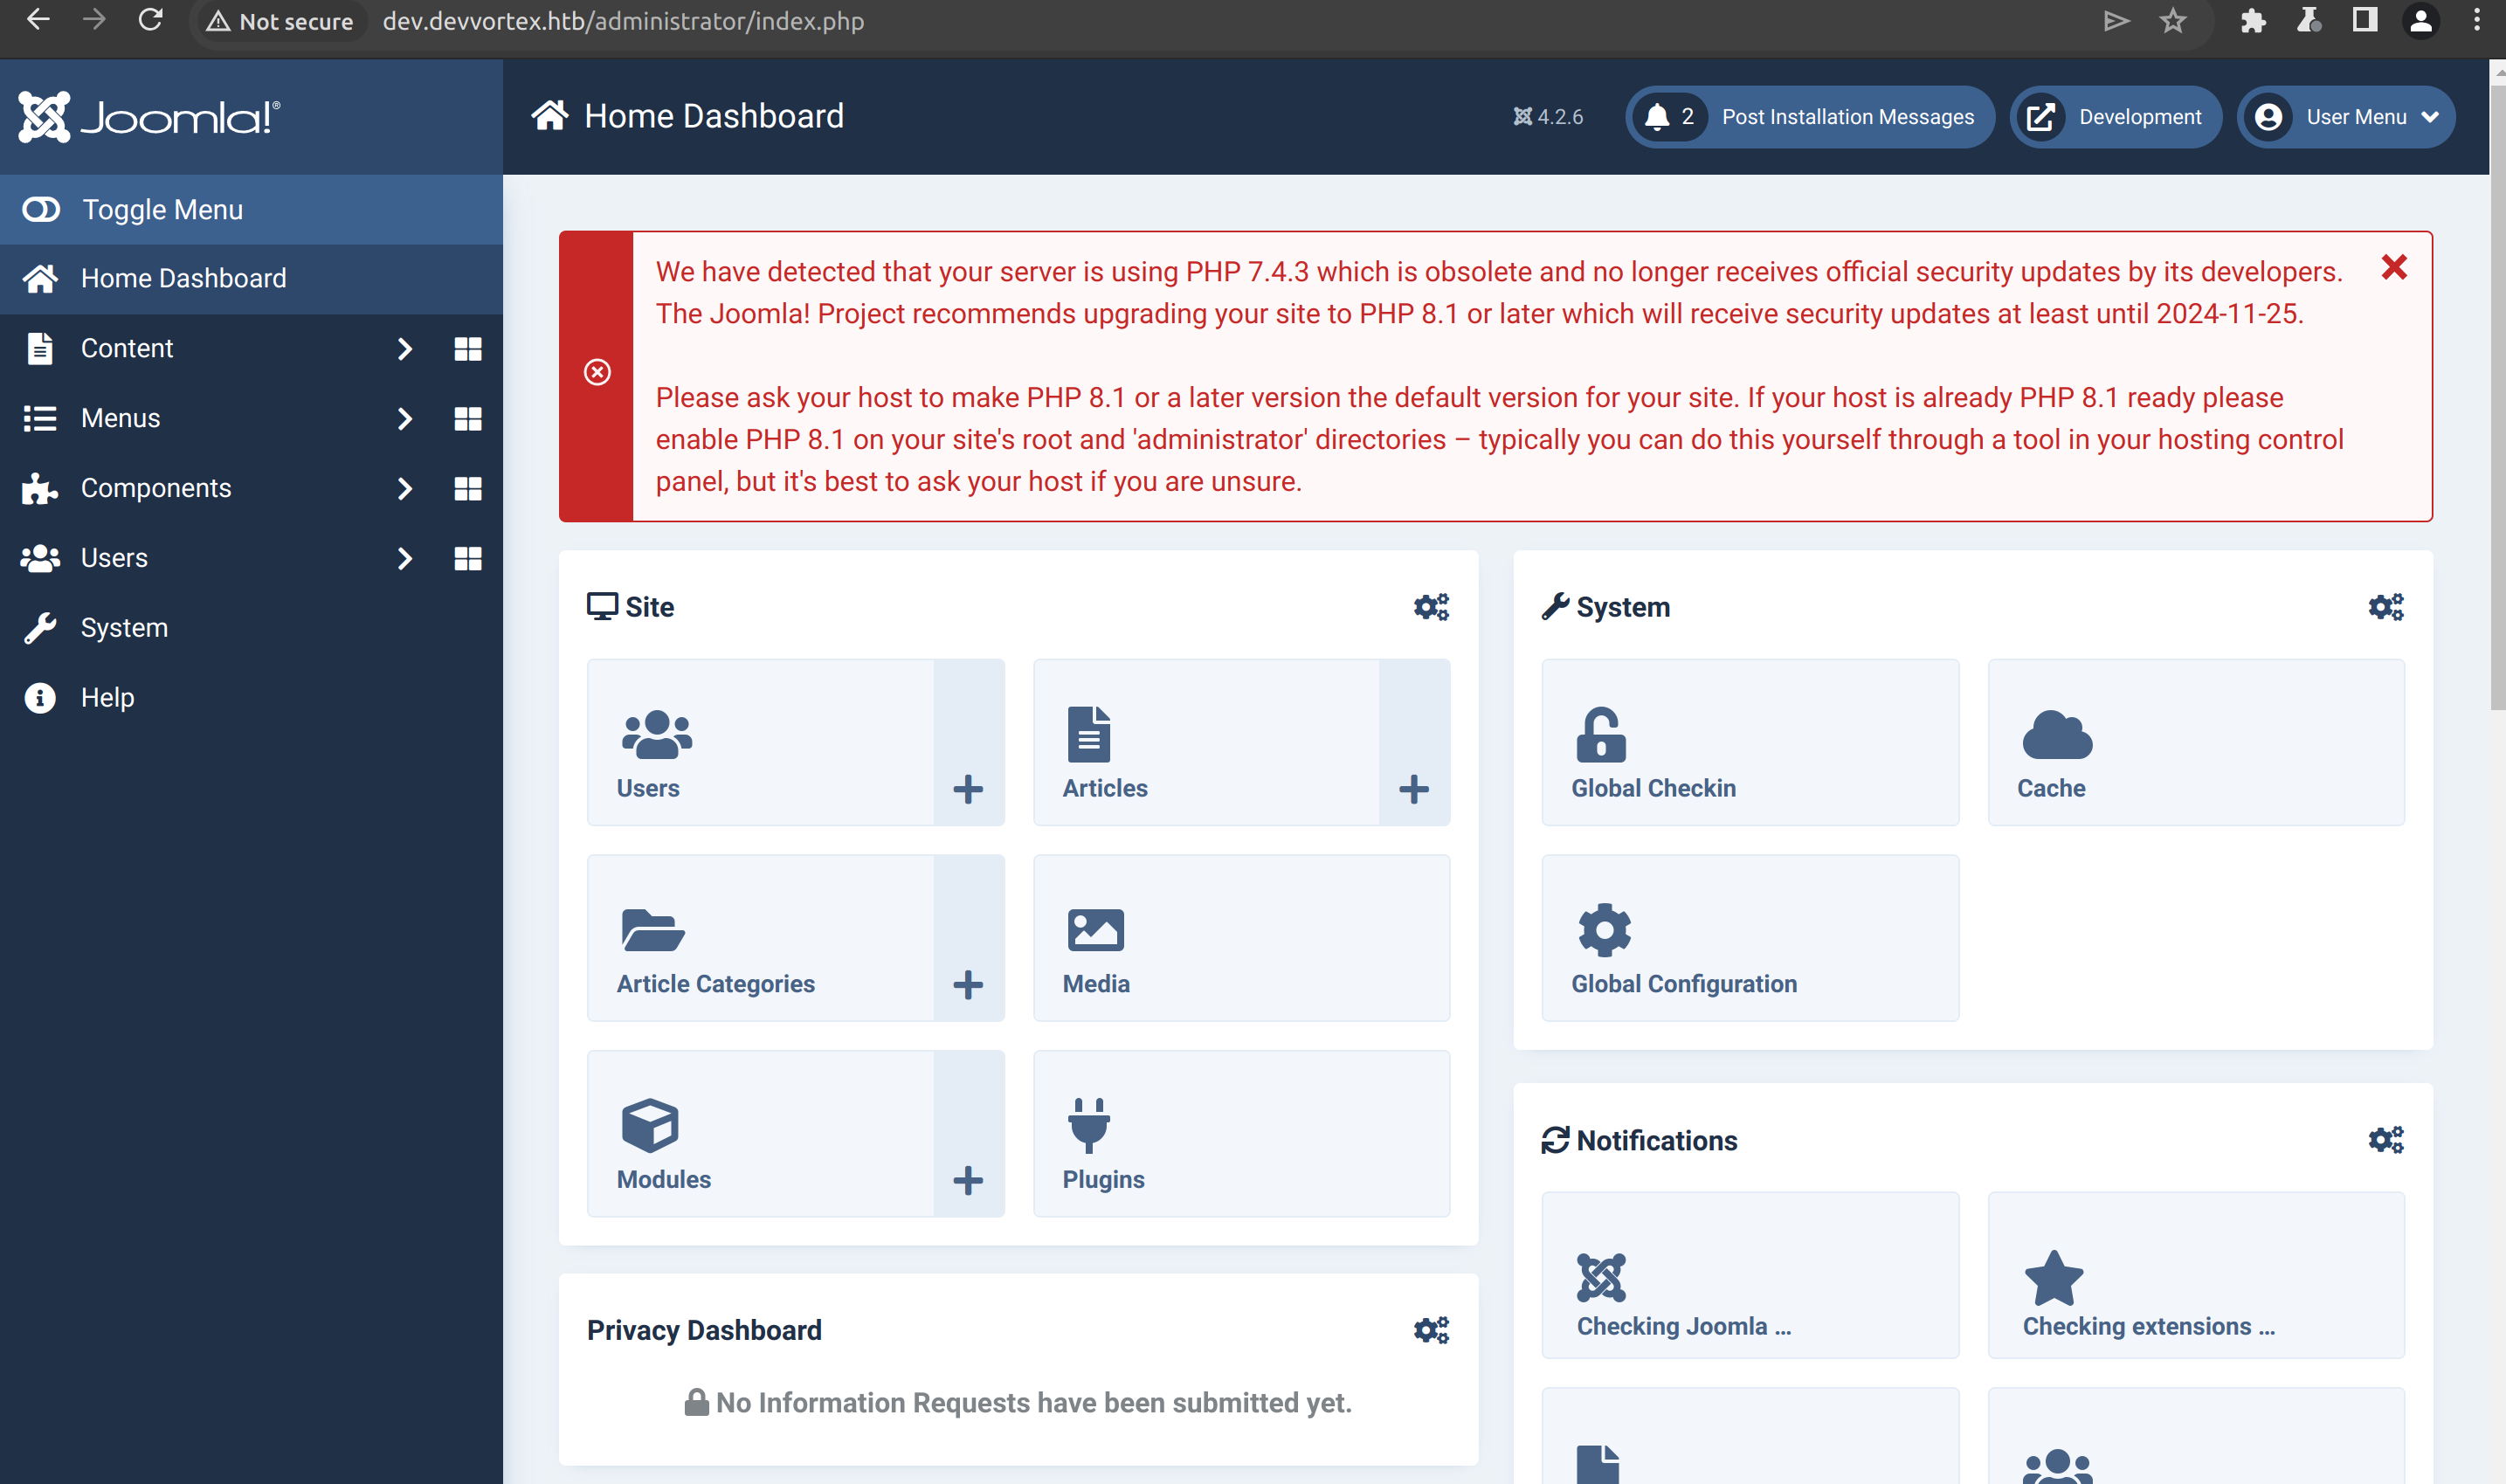 Not secure dev.devvortex.htb/administrator/index.php
Joomla!®
Home Dashboard
4.2.6
2 Post Installation Messages
Development
User Menu
Toggle Menu
Home Dashboard
Content
Menus
Components
Users
System
Help
We have detected that your server is using PHP 7.4.3 which is obsolete and no longer receives official security updates by its developers.
The Joomla! Project recommends upgrading your site to PHP 8.1 or later which will receive security updates at least until 2024-11-25.
Please ask your host to make PHP 8.1 or a later version the default version for your site. If your host is already PHP 8.1 ready please
enable PHP 8.1 on your site's root and 'administrator' directories – typically you can do this yourself through a tool in your hosting control
panel, but it's best to ask your host if you are unsure.
Site
Users
Articles
Article Categories
Media
Modules
Plugins
Privacy Dashboard
No Information Requests have been submitted yet.
System
Global Checkin
Cache
Global Configuration
Notifications
Checking Joomla ...
Checking extensions ...